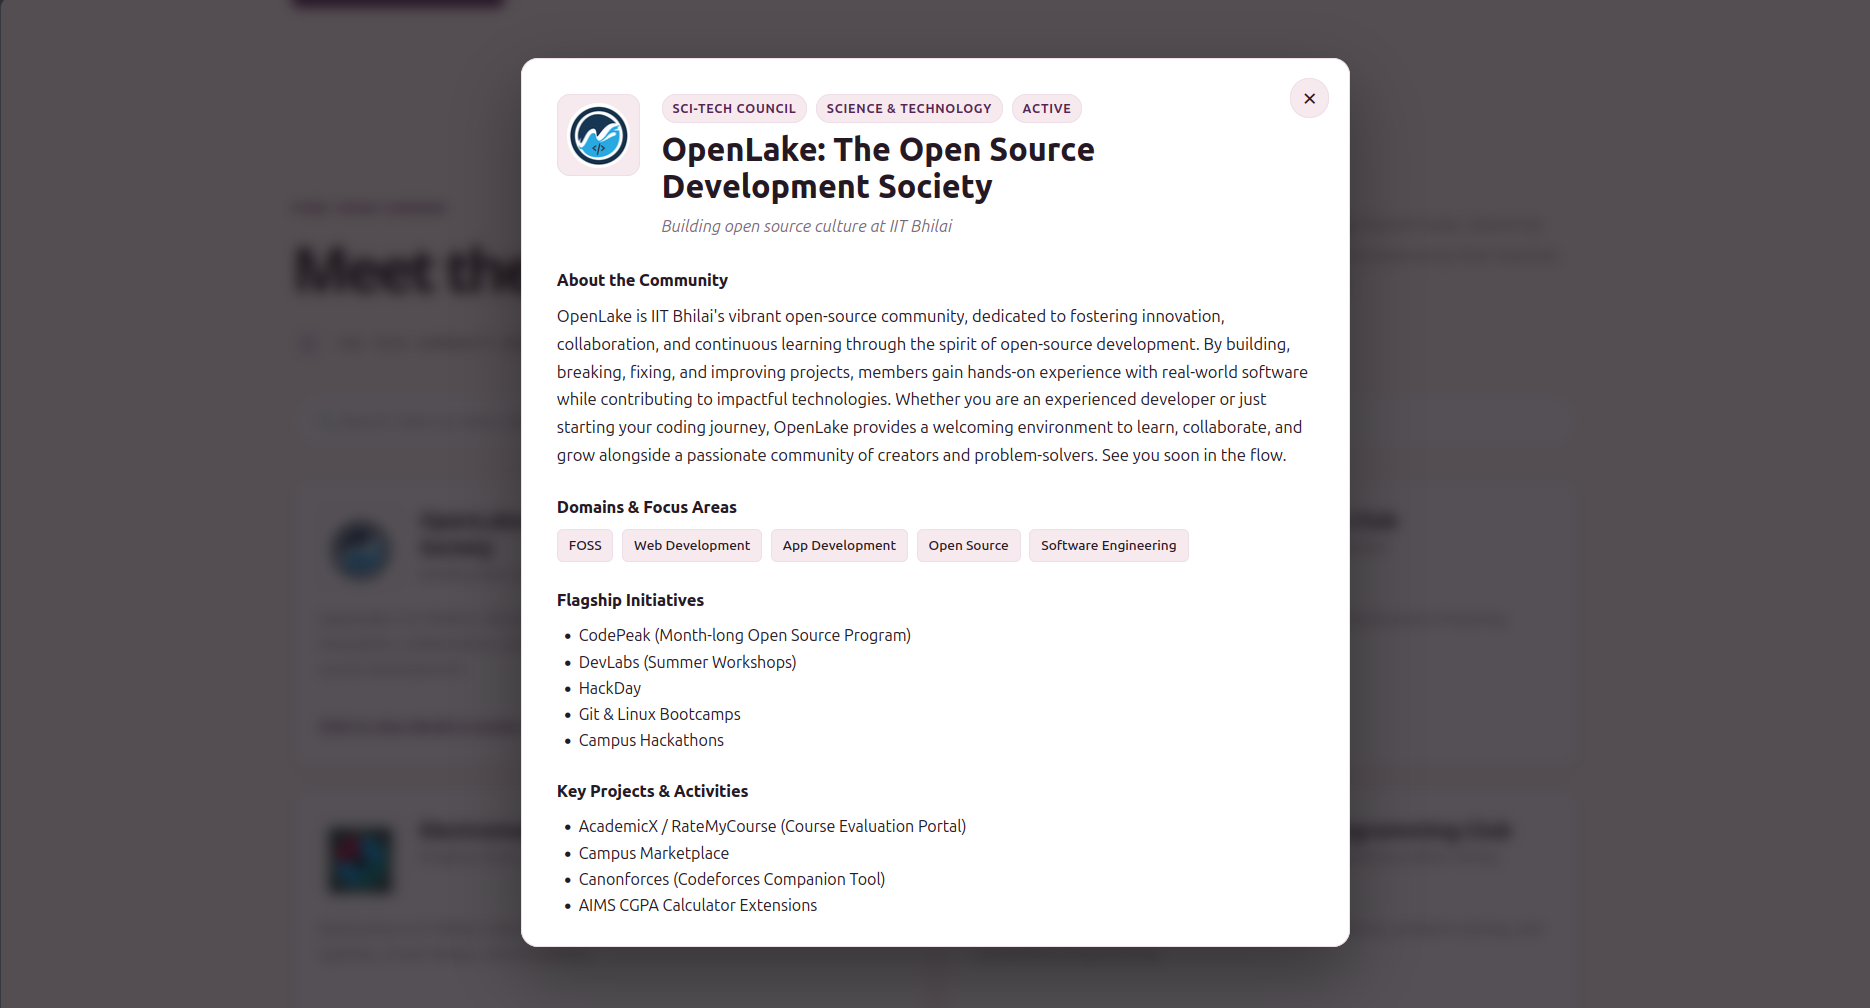 SCI-TECH COUNCIL SCIENCE & TECHNOLOGY ACTIVE
✕
OpenLake: The Open Source
Development Society
Building open source culture at IIT Bhilai
About the Community
OpenLake is IIT Bhilai's vibrant open-source community, dedicated to fostering innovation,
collaboration, and continuous learning through the spirit of open-source development. By building,
breaking, fixing, and improving projects, members gain hands-on experience with real-world software
while contributing to impactful technologies. Whether you are an experienced developer or just
starting your coding journey, OpenLake provides a welcoming environment to learn, collaborate, and
grow alongside a passionate community of creators and problem-solvers. See you soon in the flow.
Domains & Focus Areas
FOSS Web Development App Development Open Source Software Engineering
Flagship Initiatives
• CodePeak (Month-long Open Source Program)
• DevLabs (Summer Workshops)
• HackDay
• Git & Linux Bootcamps
• Campus Hackathons
Key Projects & Activities
• AcademicX / RateMyCourse (Course Evaluation Portal)
• Campus Marketplace
• Canonforces (Codeforces Companion Tool)
• AIMS CGPA Calculator Extensions
Meet the